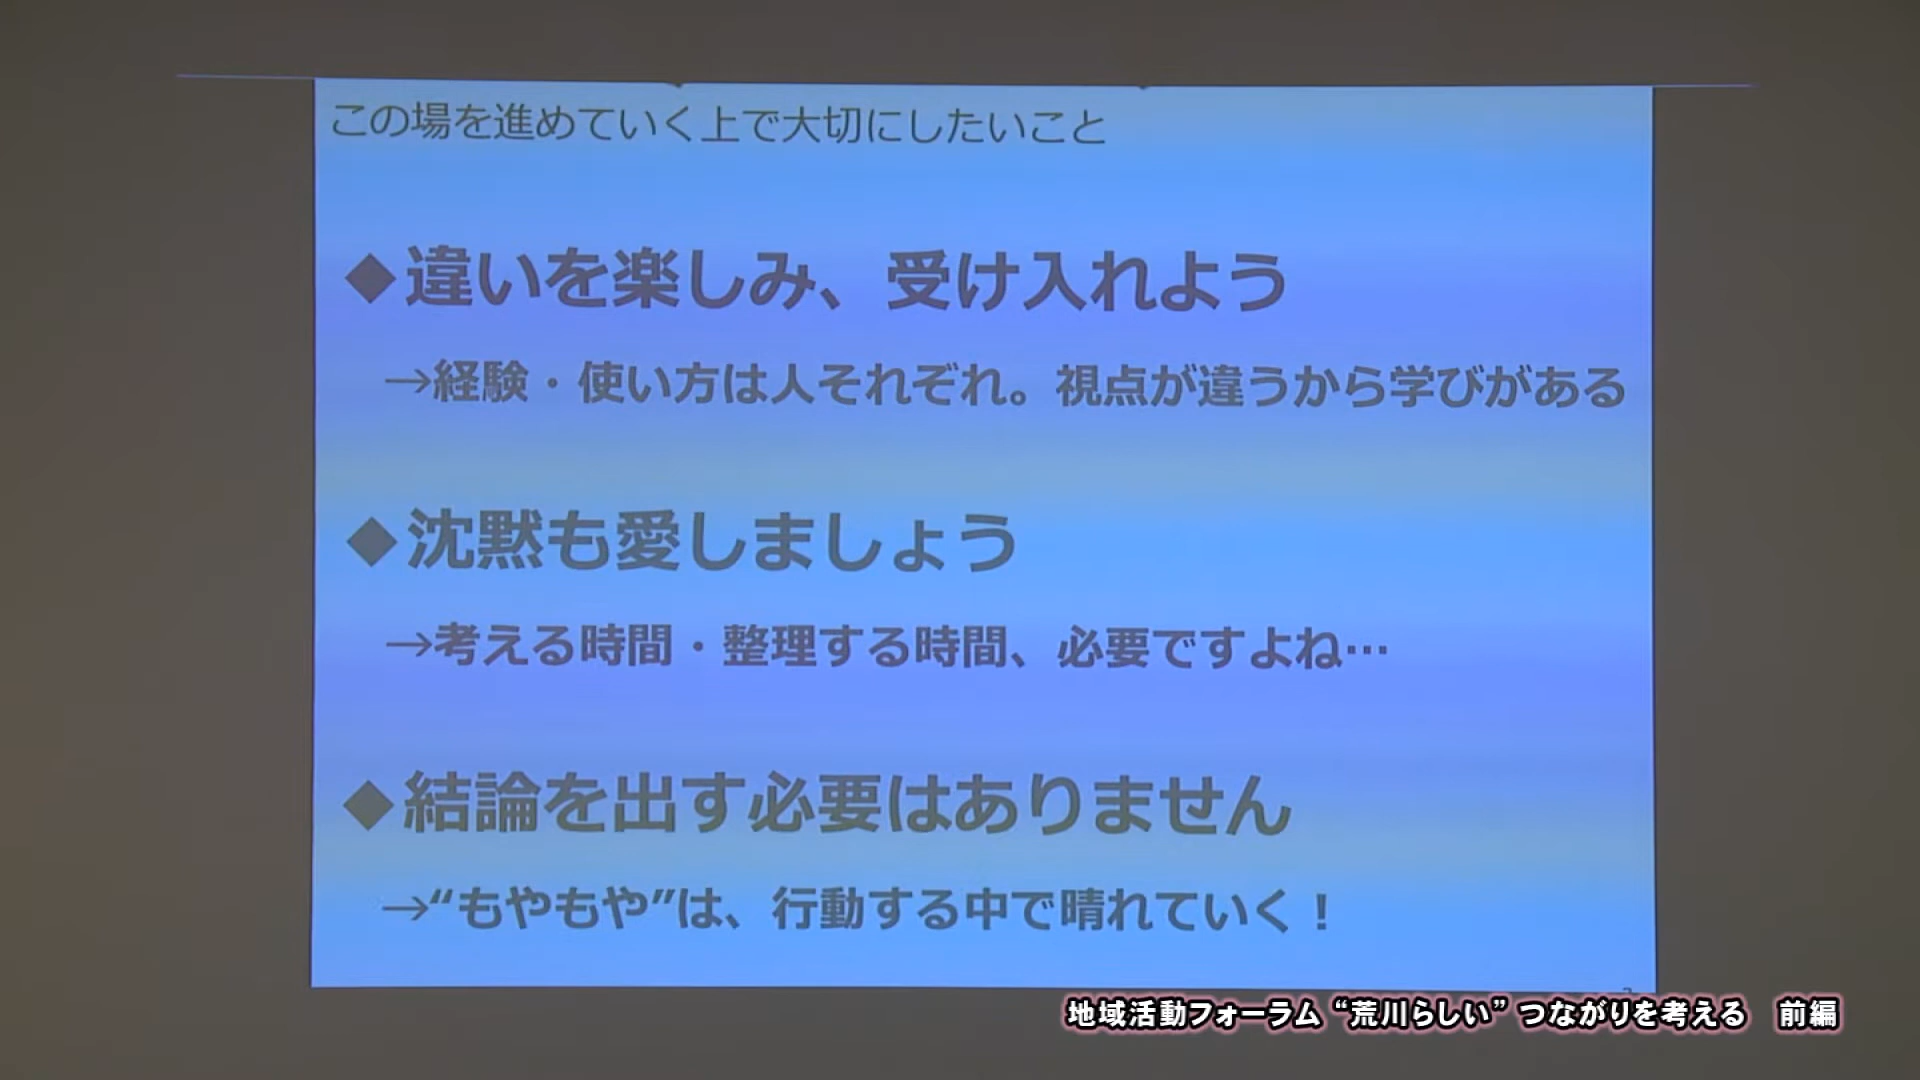 この場を進めていく上で大切にしたいこと
◆違いを楽しみ、受け入れよう
→経験・使い方は人それぞれ。視点が違うから学びがある
◆沈黙も愛しましょう
→考える時間・整理する時間、必要ですよね…
◆結論を出す必要はありません
→“もやもや”は、行動する中で晴れていく！
地域活動フォーラム “荒川らしい” つながりを考える　前編